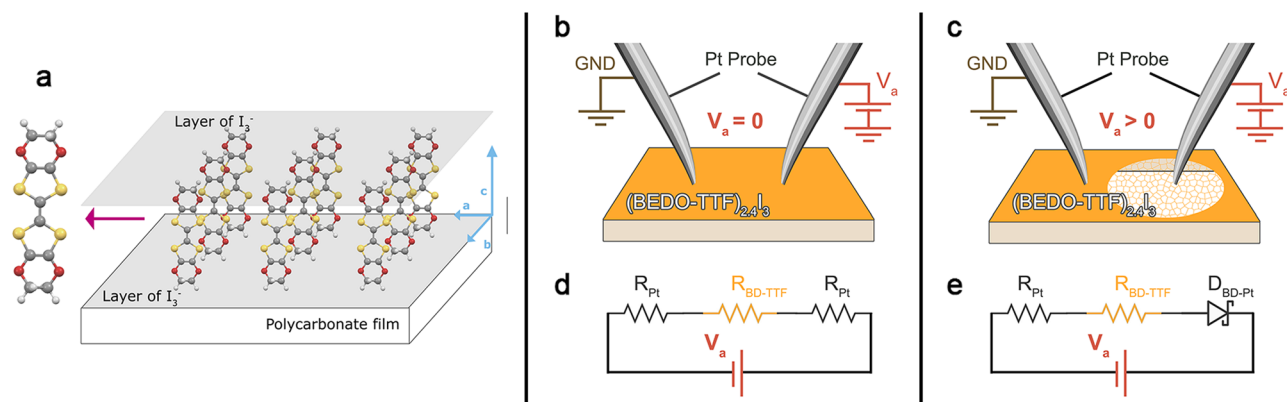 a
Layer of I3-
a
c
b
Layer of I3-
Polycarbonate film
b
GND
Pt Probe
Va
Va = 0
(BEDO-TTF)2.4I3
c
GND
Pt Probe
Va
Va > 0
(BEDO-TTF)2.4I3
d
RPt
RBD-TTF
RPt
Va
e
RPt
RBD-TTF
DBD-Pt
Va